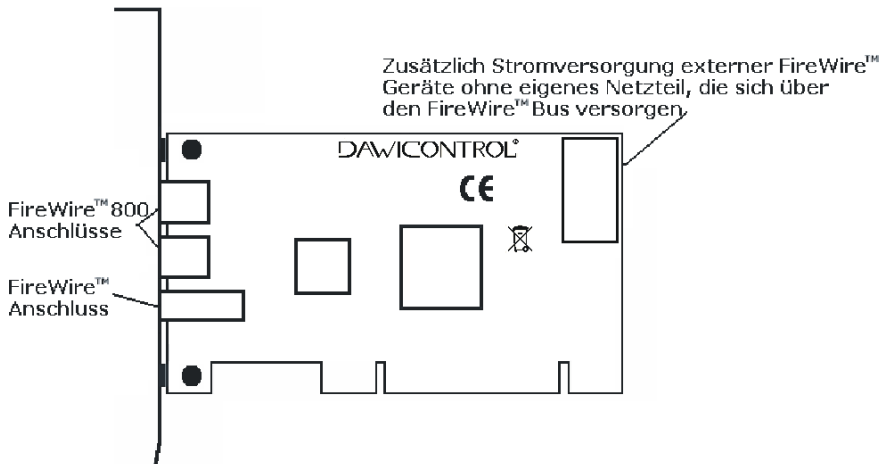 Zusätzlich Stromversorgung externer FireWire™
Geräte ohne eigenes Netzteil, die sich über
den FireWire™ Bus versorgen
DAWICONTROL®
CE
FireWire™ 800
Anschlüsse
FireWire™
Anschluss